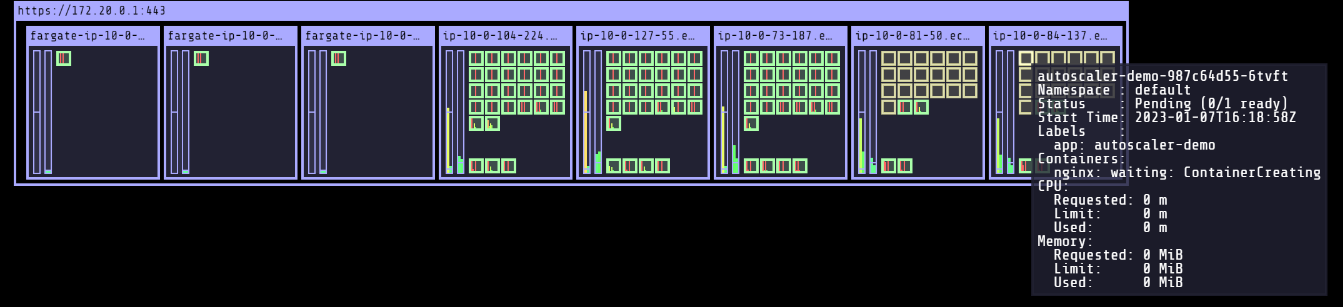 https://172.20.0.1:443
fargate-ip-10-0-…
fargate-ip-10-0-…
fargate-ip-10-0-…
ip-10-0-104-224.…
ip-10-0-127-55.e…
ip-10-0-73-187.e…
ip-10-0-81-50.ec…
ip-10-0-84-137.e…
autoscaler-demo-987c64d55-6tvft
Namespace : default
Status    : Pending (0/1 ready)
Start Time: 2023-01-07T16:18:58Z
Labels    :
  app: autoscaler-demo
Containers:
  nginx: waiting: ContainerCreating
CPU:
  Requested: 0 m
  Limit:     0 m
  Used:      0 m
Memory:
  Requested: 0 MiB
  Limit:     0 MiB
  Used:      0 MiB